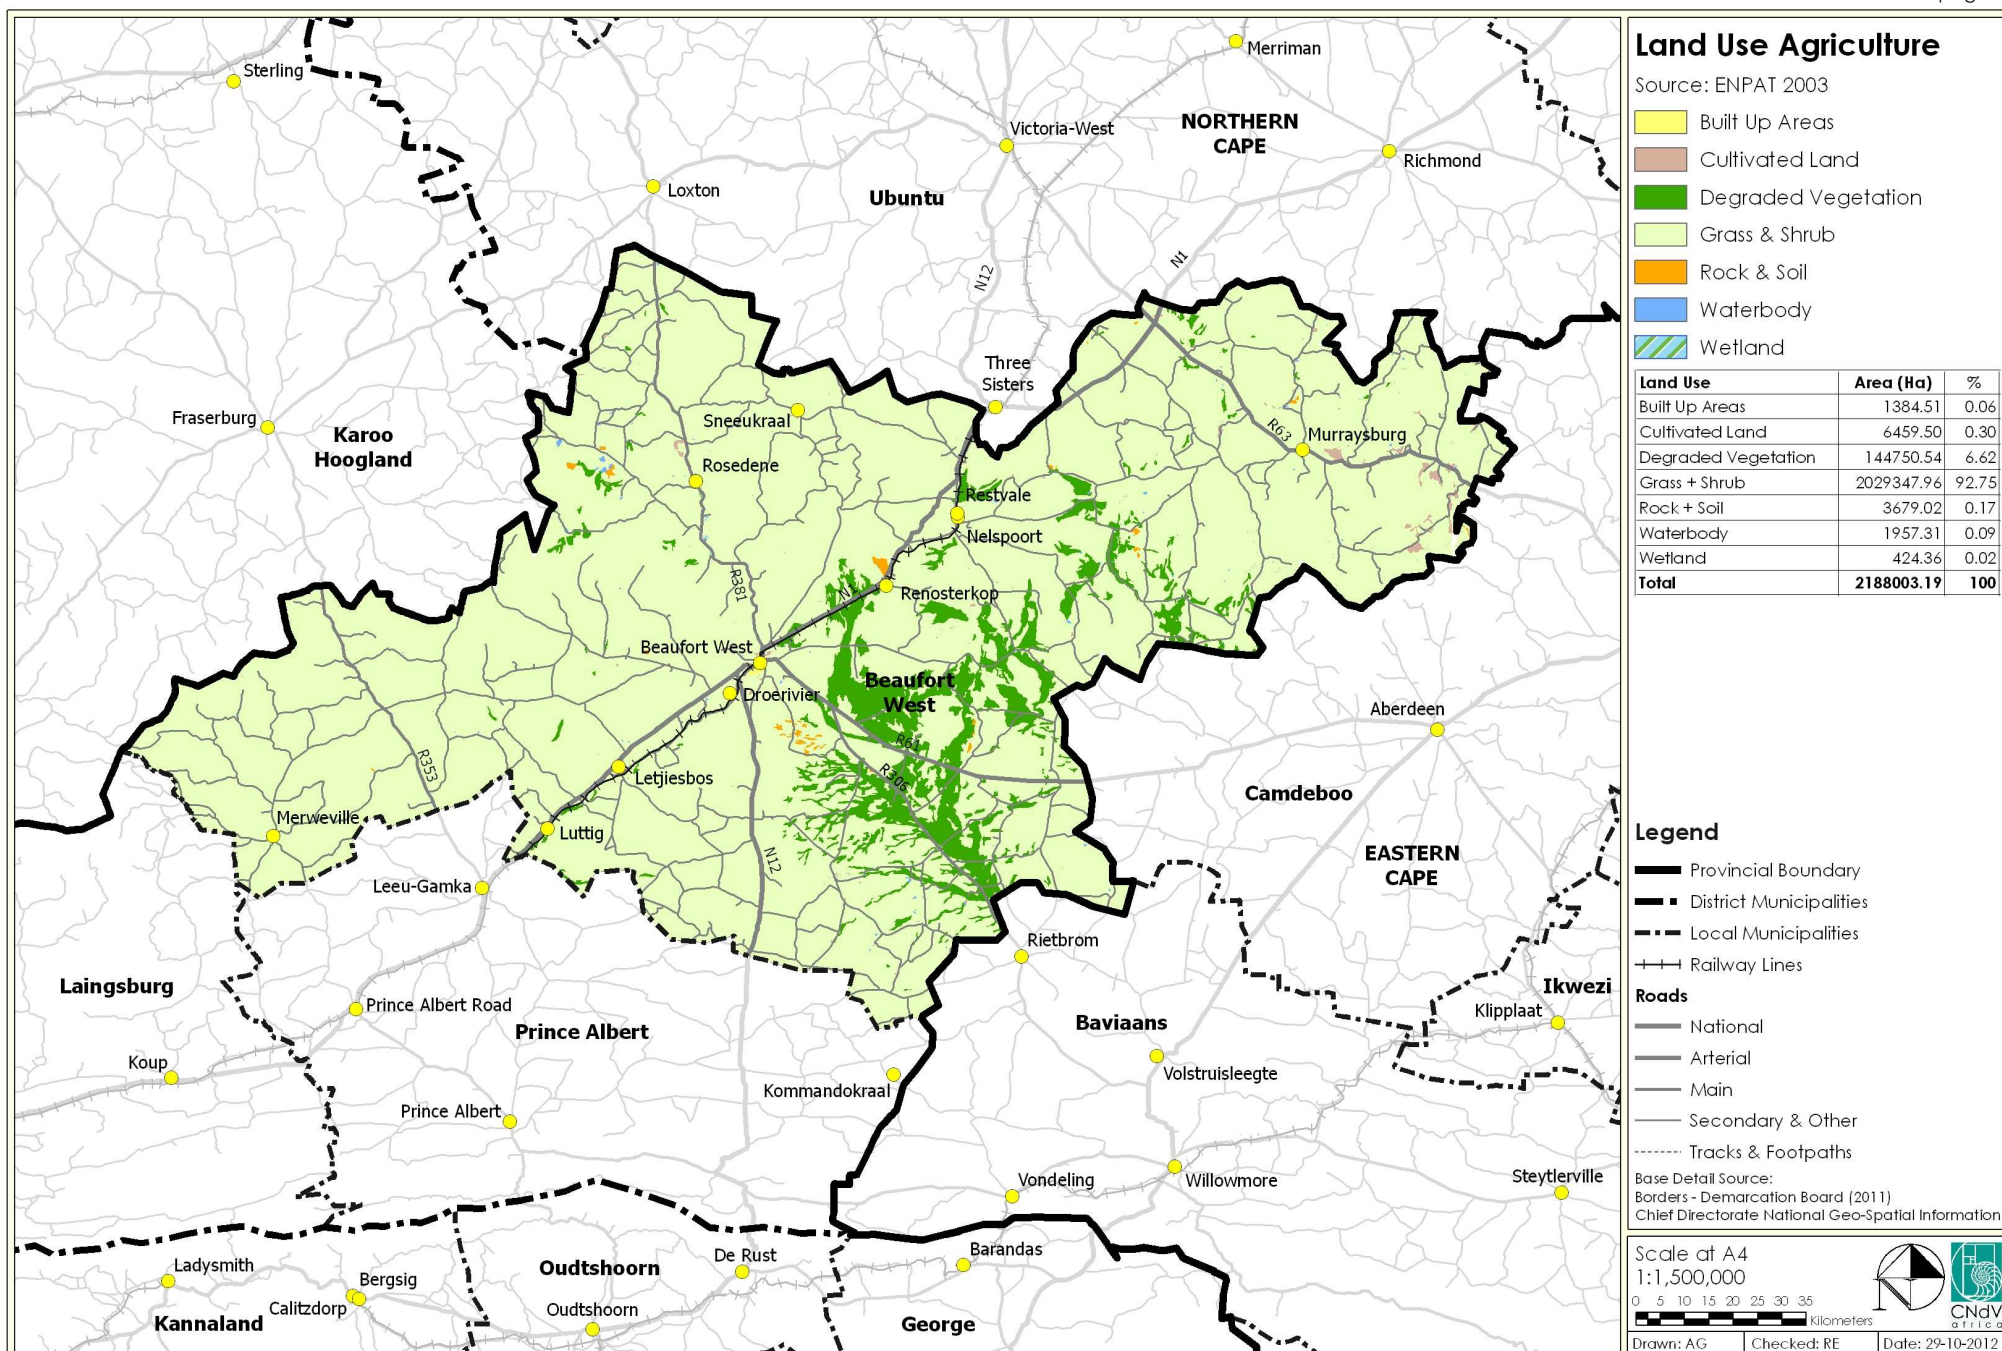 Sterling
Merriman
Victoria-West
NORTHERN
CAPE
Richmond
Loxton
Ubuntu
N12
N1
Three
Sisters
Fraserburg
Karoo
Hoogland
Sneeukraal
Rosedene
R63
Murraysburg
Restvale
Nelspoort
R381
N1
Renosterkop
Beaufort West
Droerivier
Beaufort
West
R61
R306
Aberdeen
R353
Letjiesbos
Merweville
Luttig
N12
Camdeboo
EASTERN
CAPE
Leeu-Gamka
Rietbrom
Laingsburg
Prince Albert Road
Prince Albert
Baviaans
Ikwezi
Klipplaat
Koup
Kommandokraal
Volstruisleegte
Prince Albert
Vondeling
Willowmore
Steytlerville
Ladysmith
Bergsig
Calitzdorp
Kannaland
Oudtshoorn
De Rust
Oudtshoorn
Barandas
George
Land Use Agriculture
Source: ENPAT 2003
Built Up Areas
Cultivated Land
Degraded Vegetation
Grass & Shrub
Rock & Soil
Waterbody
Wetland
Land Use Area (Ha) %
Built Up Areas 1384.51 0.06
Cultivated Land 6459.50 0.30
Degraded Vegetation 144750.54 6.62
Grass + Shrub 2029347.96 92.75
Rock + Soil 3679.02 0.17
Waterbody 1957.31 0.09
Wetland 424.36 0.02
Total 2188003.19 100
Legend
Provincial Boundary
District Municipalities
Local Municipalities
Railway Lines
Roads
National
Arterial
Main
Secondary & Other
Tracks & Footpaths
Base Detail Source:
Borders - Demarcation Board (2011)
Chief Directorate National Geo-Spatial Information
Scale at A4
1:1,500,000
0 5 10 15 20 25 30 35
Kilometers
CNdV
africa
Drawn: AG Checked: RE Date: 29-10-2012